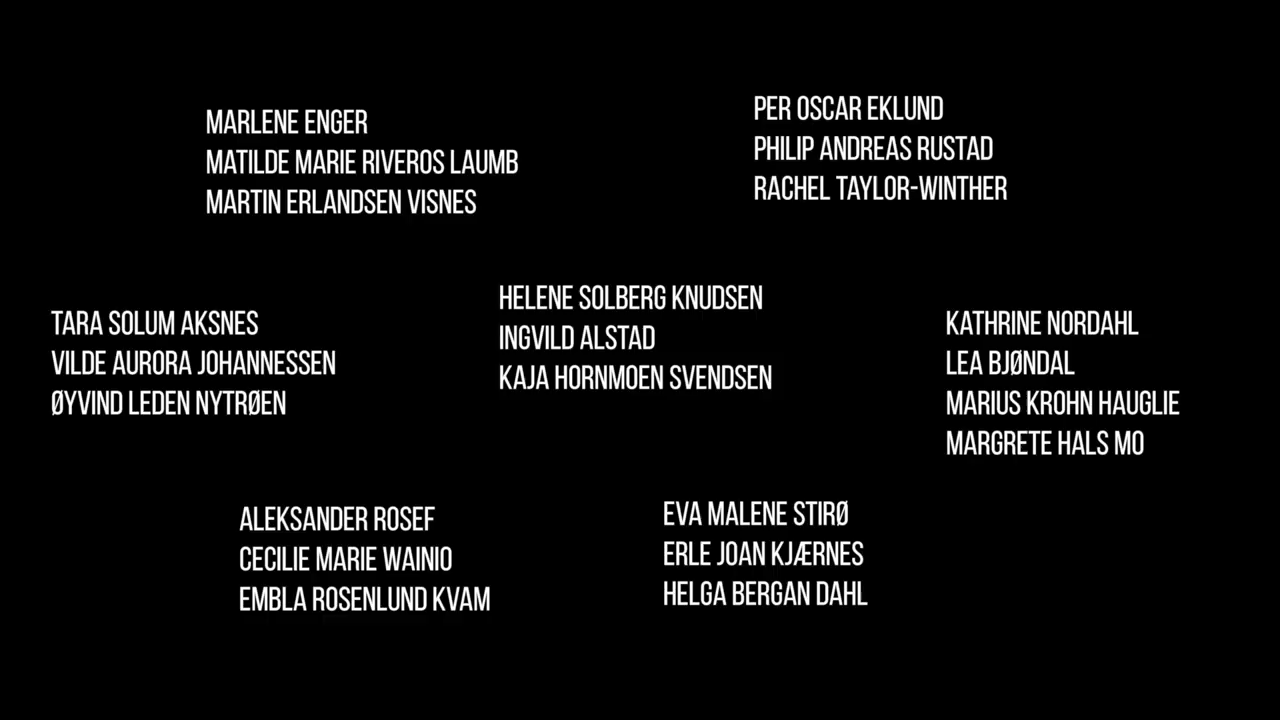 MARLENE ENGER
MATILDE MARIE RIVEROS LAUMB
MARTIN ERLANDSEN VISNES
PER OSCAR EKLUND
PHILIP ANDREAS RUSTAD
RACHEL TAYLOR-WINTHER
TARA SOLUM AKSNES
VILDE AURORA JOHANNESSEN
ØYVIND LEDEN NYTRØEN
HELENE SOLBERG KNUDSEN
INGVILD ALSTAD
KAJA HORNMOEN SVENDSEN
KATHRINE NORDAHL
LEA BJØNDAL
MARIUS KROHN HAUGLIE
MARGRETE HALS MO
ALEKSANDER ROSEF
CECILIE MARIE WAINIO
EMBLA ROSENLUND KVAM
EVA MALENE STIRØ
ERLE JOAN KJÆRNES
HELGA BERGAN DAHL